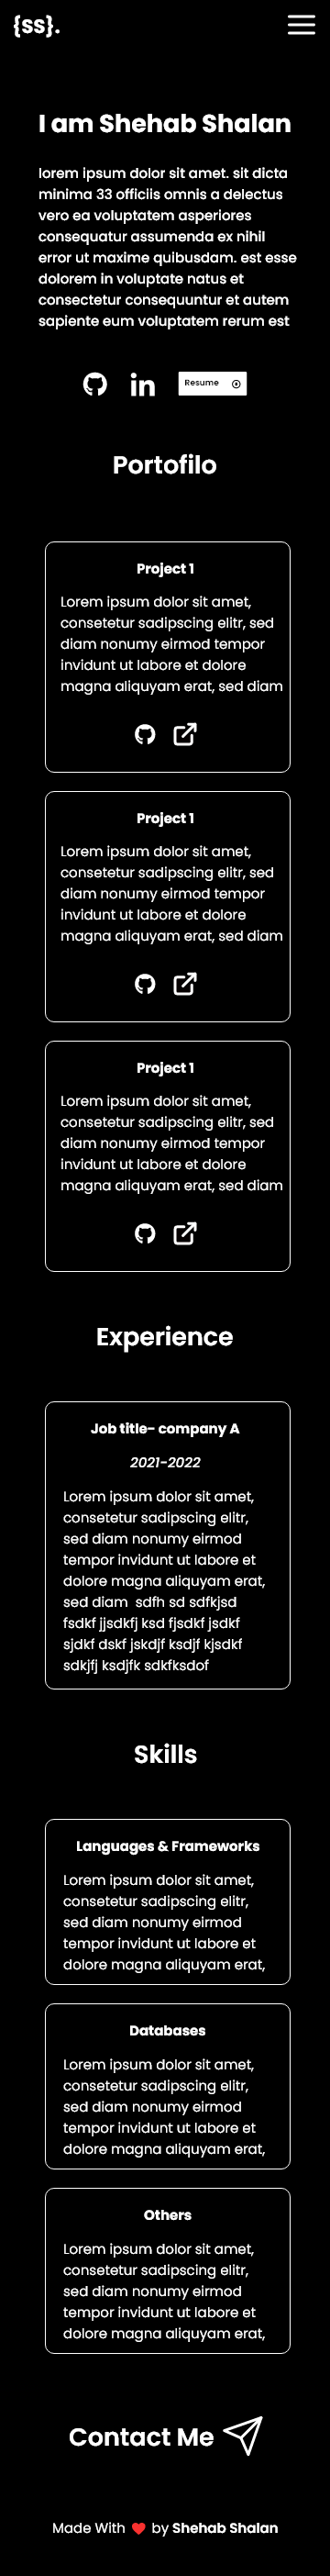 {ss}.
I am Shehab Shalan
lorem ipsum dolor sit amet. sit dicta
minima 33 officiis omnis a delectus
vero ea voluptatem asperiores
consequatur assumenda ex nihil
error ut maxime quibusdam. est esse
dolorem in voluptate natus et
consectetur consequuntur et autem
sapiente eum voluptatem rerum est
in Resume
Portofilo
Project 1
Lorem ipsum dolor sit amet,
consetetur sadipscing elitr, sed
diam nonumy eirmod tempor
invidunt ut labore et dolore
magna aliquyam erat, sed diam
Project 1
Lorem ipsum dolor sit amet,
consetetur sadipscing elitr, sed
diam nonumy eirmod tempor
invidunt ut labore et dolore
magna aliquyam erat, sed diam
Project 1
Lorem ipsum dolor sit amet,
consetetur sadipscing elitr, sed
diam nonumy eirmod tempor
invidunt ut labore et dolore
magna aliquyam erat, sed diam
Experience
Job title- company A
2021-2022
Lorem ipsum dolor sit amet,
consetetur sadipscing elitr,
sed diam nonumy eirmod
tempor invidunt ut labore et
dolore magna aliquyam erat,
sed diam  sdfh sd sdfkjsd
fsdkf jjsdkfj ksd fjsdkf jsdkf
sjdkf dskf jskdjf ksdjf kjsdkf
sdkjfj ksdjfk sdkfksdof
Skills
Languages & Frameworks
Lorem ipsum dolor sit amet,
consetetur sadipscing elitr,
sed diam nonumy eirmod
tempor invidunt ut labore et
dolore magna aliquyam erat,
Databases
Lorem ipsum dolor sit amet,
consetetur sadipscing elitr,
sed diam nonumy eirmod
tempor invidunt ut labore et
dolore magna aliquyam erat,
Others
Lorem ipsum dolor sit amet,
consetetur sadipscing elitr,
sed diam nonumy eirmod
tempor invidunt ut labore et
dolore magna aliquyam erat,
Contact Me
Made With ❤ by Shehab Shalan